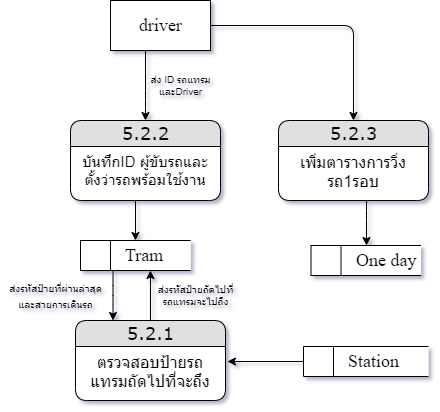 driver
ส่ง ID รถแทรม
และDriver
5.2.2
บันทึกID ผู้ขับรถและ
ตั้งว่ารถพร้อมใช้งาน
5.2.3
เพิ่มตารางการวิ่ง
รถ1รอบ
Tram
One day
ส่งรหัสป้ายที่ผ่านล่าสุด
และสายการเดินรถ
ส่งรหัสป้ายถัดไปที่
รถแทรมจะไปถึง
5.2.1
ตรวจสอบป้ายรถ
แทรมถัดไปที่จะถึง
Station